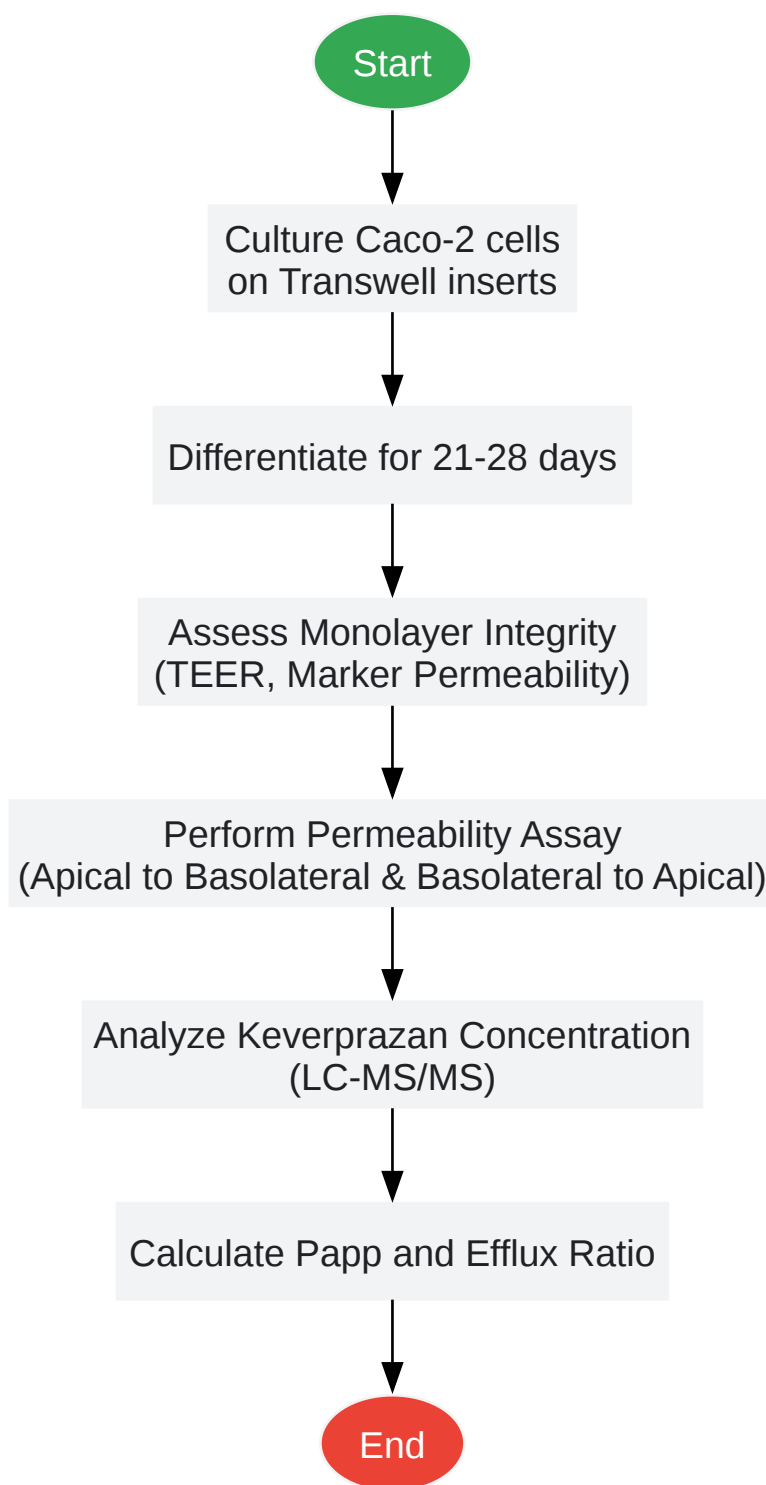 Start
Culture Caco-2 cells
on Transwell inserts
Differentiate for 21-28 days
Assess Monolayer Integrity
(TEER, Marker Permeability)
Perform Permeability Assay
(Apical to Basolateral & Basolateral to Apical)
Analyze Keverprazan Concentration
(LC-MS/MS)
Calculate Papp and Efflux Ratio
End